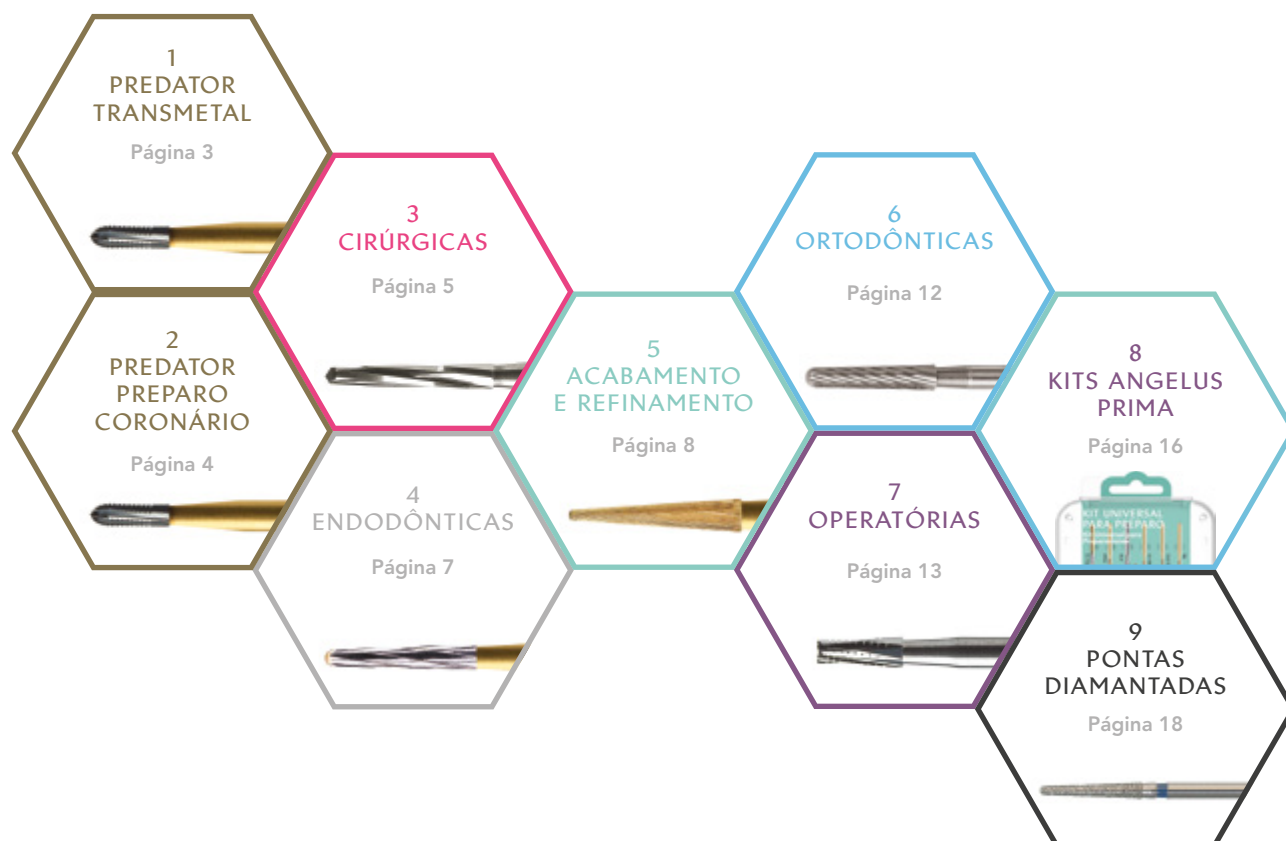 1
PREDATOR
TRANSMETAL
Página 3
2
PREDATOR
PREPARO
CORONÁRIO
Página 4
3
CIRÚRGICAS
Página 5
4
ENDODÔNTICAS
Página 7
5
ACABAMENTO
E REFINAMENTO
Página 8
6
ORTODÔNTICAS
Página 12
7
OPERATÓRIAS
Página 13
8
KITS ANGELUS
PRIMA
Página 16
KIT UNIVERSAL
PARA PREPARO
9
PONTAS
DIAMANTADAS
Página 18